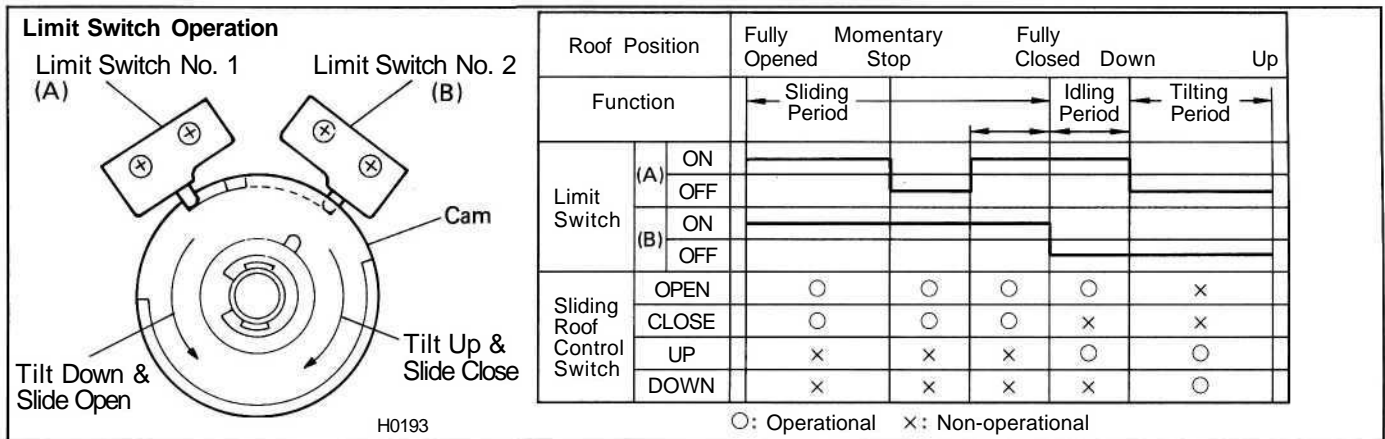 Limit Switch Operation
Limit Switch No. 1
(A)
Limit Switch No. 2
(B)
Cam
Tilt Up &
Slide Close
Tilt Down &
Slide Open
H0193
Roof Position
Fully Momentary Fully
Opened Stop Closed Down Up
Function
Sliding
Period
Idling
Period
Tilting
Period
Limit
Switch
(A)
ON
OFF
(B)
ON
OFF
Sliding
Roof
Control
Switch
OPEN ○ ○ ○ ○ ×
CLOSE ○ ○ ○ × ×
UP × × × ○ ○
DOWN × × × × ○
○: Operational ×: Non-operational